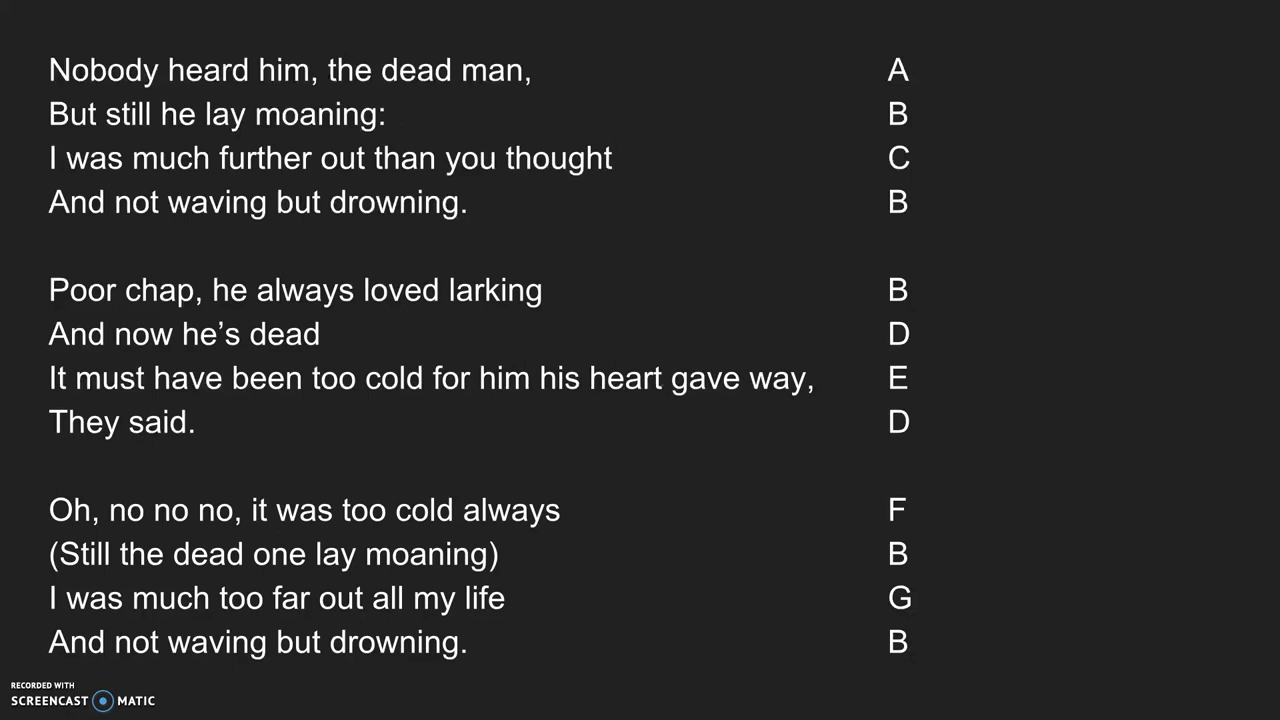 Nobody heard him, the dead man, A
But still he lay moaning: B
I was much further out than you thought C
And not waving but drowning. B
Poor chap, he always loved larking B
And now he’s dead D
It must have been too cold for him his heart gave way, E
They said. D
Oh, no no no, it was too cold always F
(Still the dead one lay moaning) B
I was much too far out all my life G
And not waving but drowning. B
RECORDED WITH
SCREENCAST MATIC